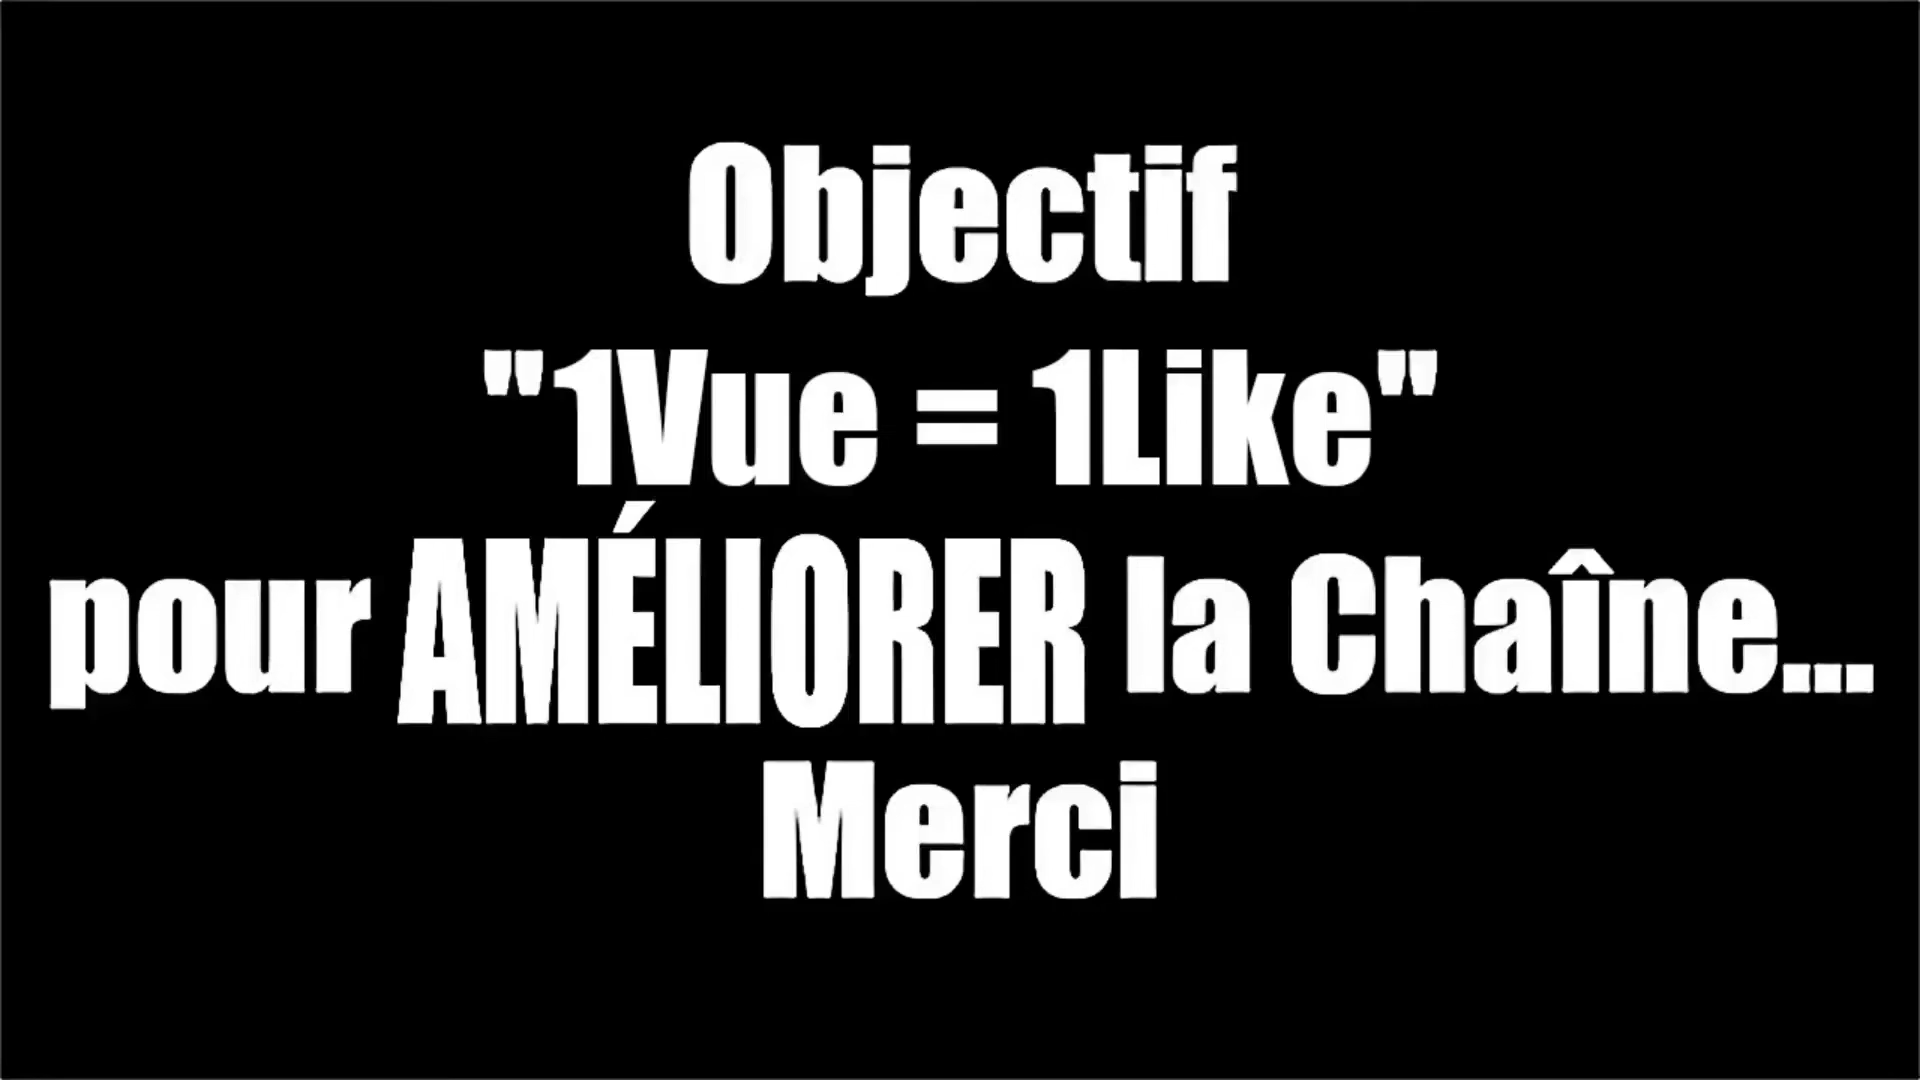 Objectif
"1Vue = 1Like"
pour AMÉLIORER la Chaîne...
Merci